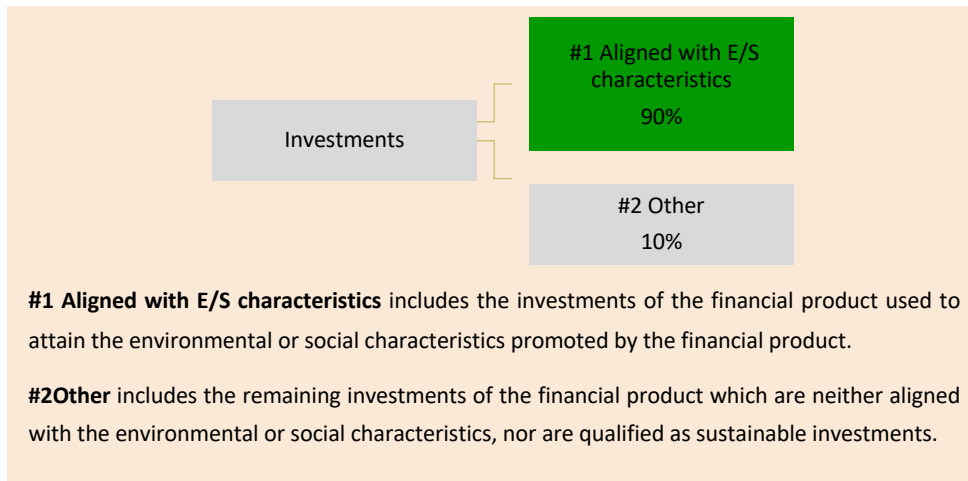 #1 Aligned with E/S
characteristics
90%
Investments
#2 Other
10%
#1 Aligned with E/S characteristics includes the investments of the financial product used to
attain the environmental or social characteristics promoted by the financial product.
#2Other includes the remaining investments of the financial product which are neither aligned
with the environmental or social characteristics, nor are qualified as sustainable investments.